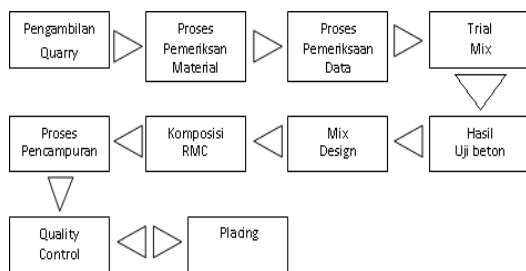 Pengambilan
Quarry
Proses
Pemeriksan
Material
Proses
Pemeriksaan
Data
Trial
Mix
Proses
Pencampuran
Komposisi
RMC
Mix
Design
Hasil
Uji beton
Quality
Control
Placing